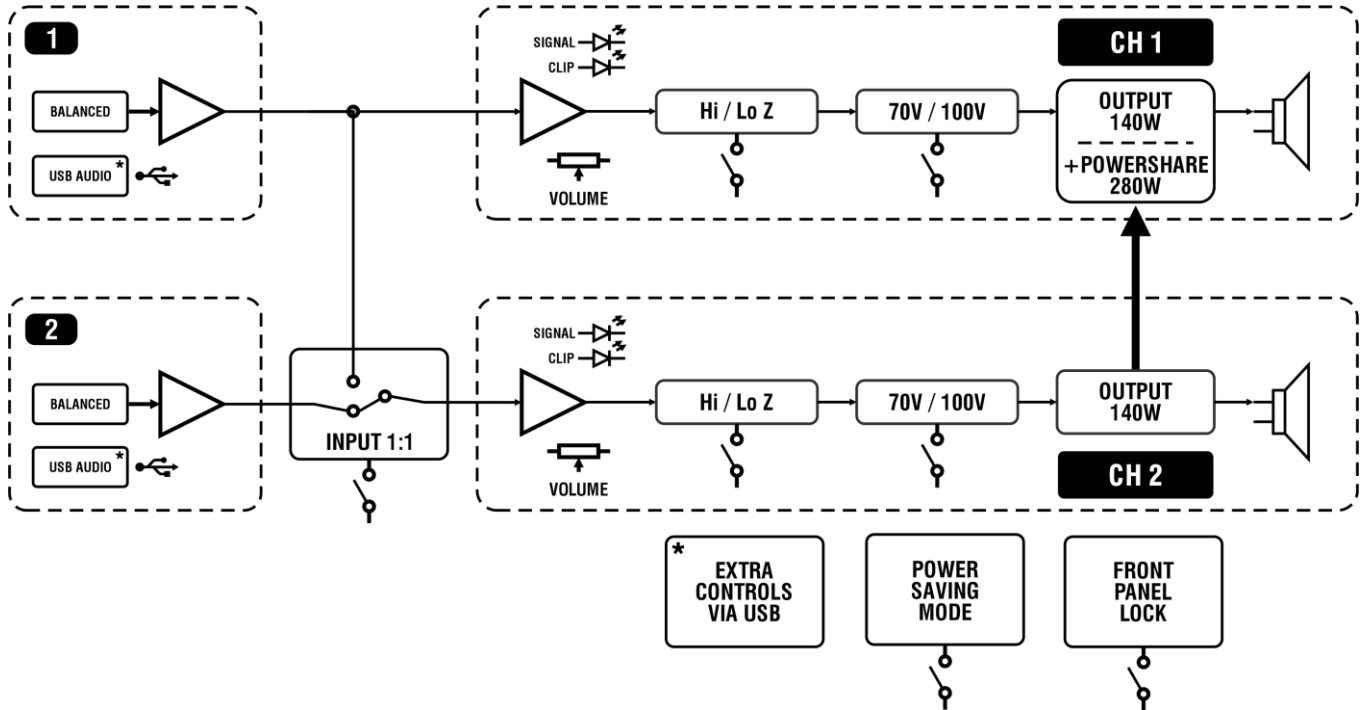 1
BALANCED
USB AUDIO *
SIGNAL
CLIP
VOLUME
Hi / Lo Z
70V / 100V
CH 1
OUTPUT
140W
+POWERSHARE
280W
2
BALANCED
USB AUDIO *
INPUT 1:1
SIGNAL
CLIP
VOLUME
Hi / Lo Z
70V / 100V
OUTPUT
140W
CH 2
*
EXTRA
CONTROLS
VIA USB
POWER
SAVING
MODE
FRONT
PANEL
LOCK